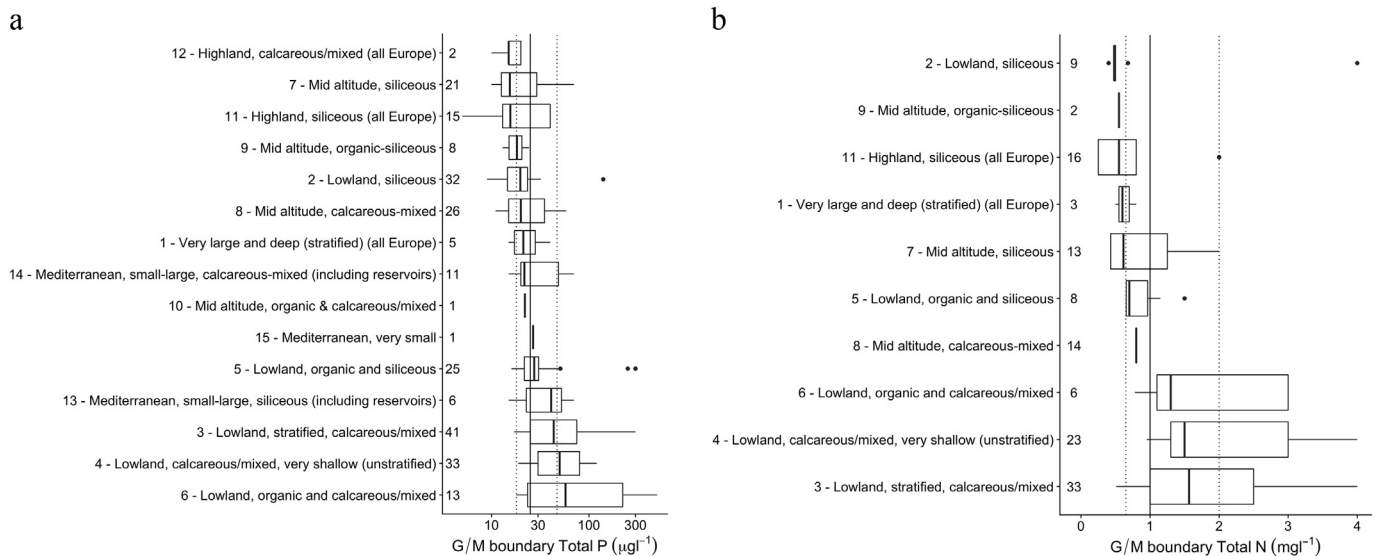 a
12 - Highland, calcareous/mixed (all Europe) 2
7 - Mid altitude, siliceous 21
11 - Highland, siliceous (all Europe) 15
9 - Mid altitude, organic-siliceous 8
2 - Lowland, siliceous 32
8 - Mid altitude, calcareous-mixed 26
1 - Very large and deep (stratified) (all Europe) 5
14 - Mediterranean, small-large, calcareous-mixed (including reservoirs) 11
10 - Mid altitude, organic & calcareous/mixed 1
15 - Mediterranean, very small 1
5 - Lowland, organic and siliceous 25
13 - Mediterranean, small-large, siliceous (including reservoirs) 6
3 - Lowland, stratified, calcareous/mixed 41
4 - Lowland, calcareous/mixed, very shallow (unstratified) 33
6 - Lowland, organic and calcareous/mixed 13
10 30 100 300
G/M boundary Total P (μgl⁻¹)
b
2 - Lowland, siliceous 9
9 - Mid altitude, organic-siliceous 2
11 - Highland, siliceous (all Europe) 16
1 - Very large and deep (stratified) (all Europe) 3
7 - Mid altitude, siliceous 13
5 - Lowland, organic and siliceous 8
8 - Mid altitude, calcareous-mixed 14
6 - Lowland, organic and calcareous/mixed 6
4 - Lowland, calcareous/mixed, very shallow (unstratified) 23
3 - Lowland, stratified, calcareous/mixed 33
0 1 2 3 4
G/M boundary Total N (mgl⁻¹)